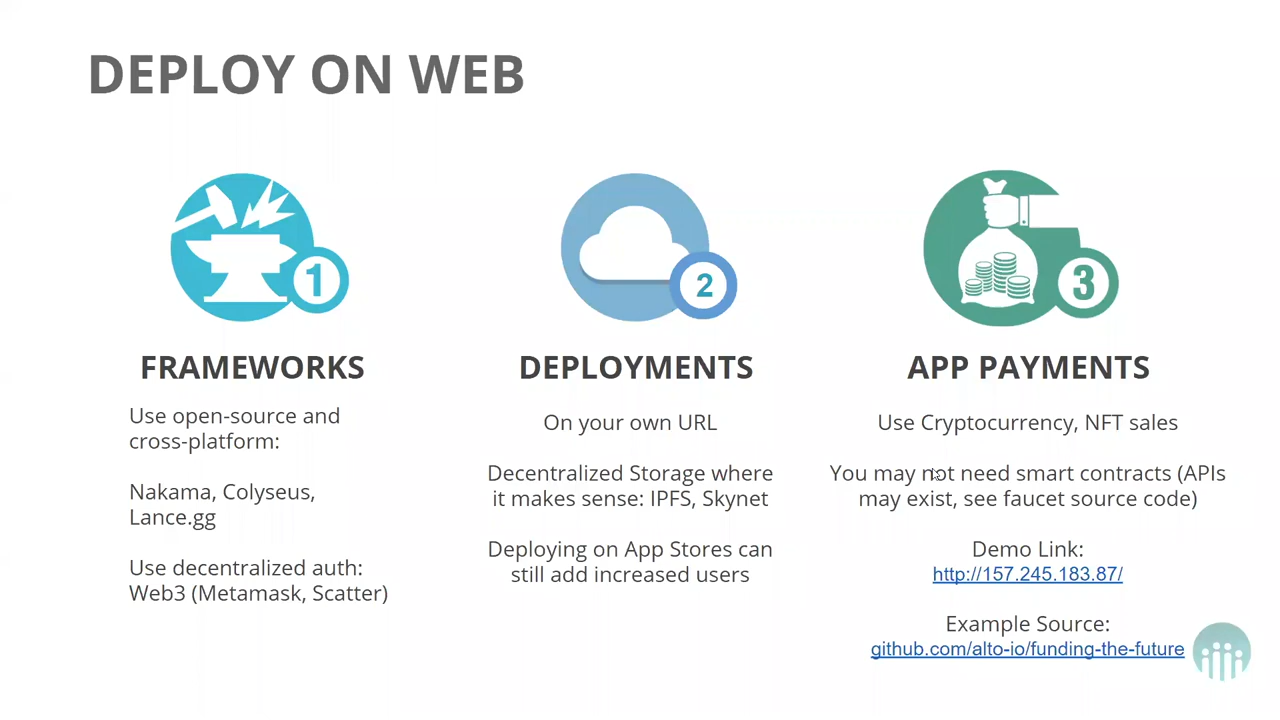 DEPLOY ON WEB
1
FRAMEWORKS
Use open-source and
cross-platform:
Nakama, Colyseus,
Lance.gg
Use decentralized auth:
Web3 (Metamask, Scatter)
2
DEPLOYMENTS
On your own URL
Decentralized Storage where
it makes sense: IPFS, Skynet
Deploying on App Stores can
still add increased users
3
APP PAYMENTS
Use Cryptocurrency, NFT sales
You may not need smart contracts (APIs
may exist, see faucet source code)
Demo Link:
http://157.245.183.87/
Example Source:
github.com/alto-io/funding-the-future